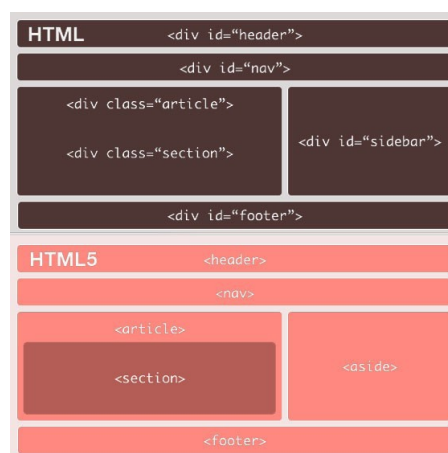 HTML <div id=“header”>
<div id=“nav”>
<div class=“article”>
<div class=“section”>
<div id=“sidebar”>
<div id=“footer”>
HTML5 <header>
<nav>
<article>
<section>
<aside>
<footer>